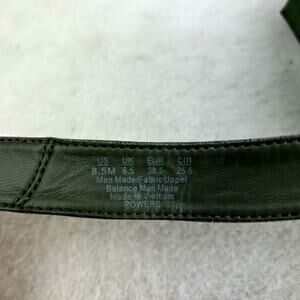 US UK EUR cm
8.5M 6.5 38.5 25.5
Man Made/Fabric Upper
Balance Man Made
Made in Vietnam
POWERS